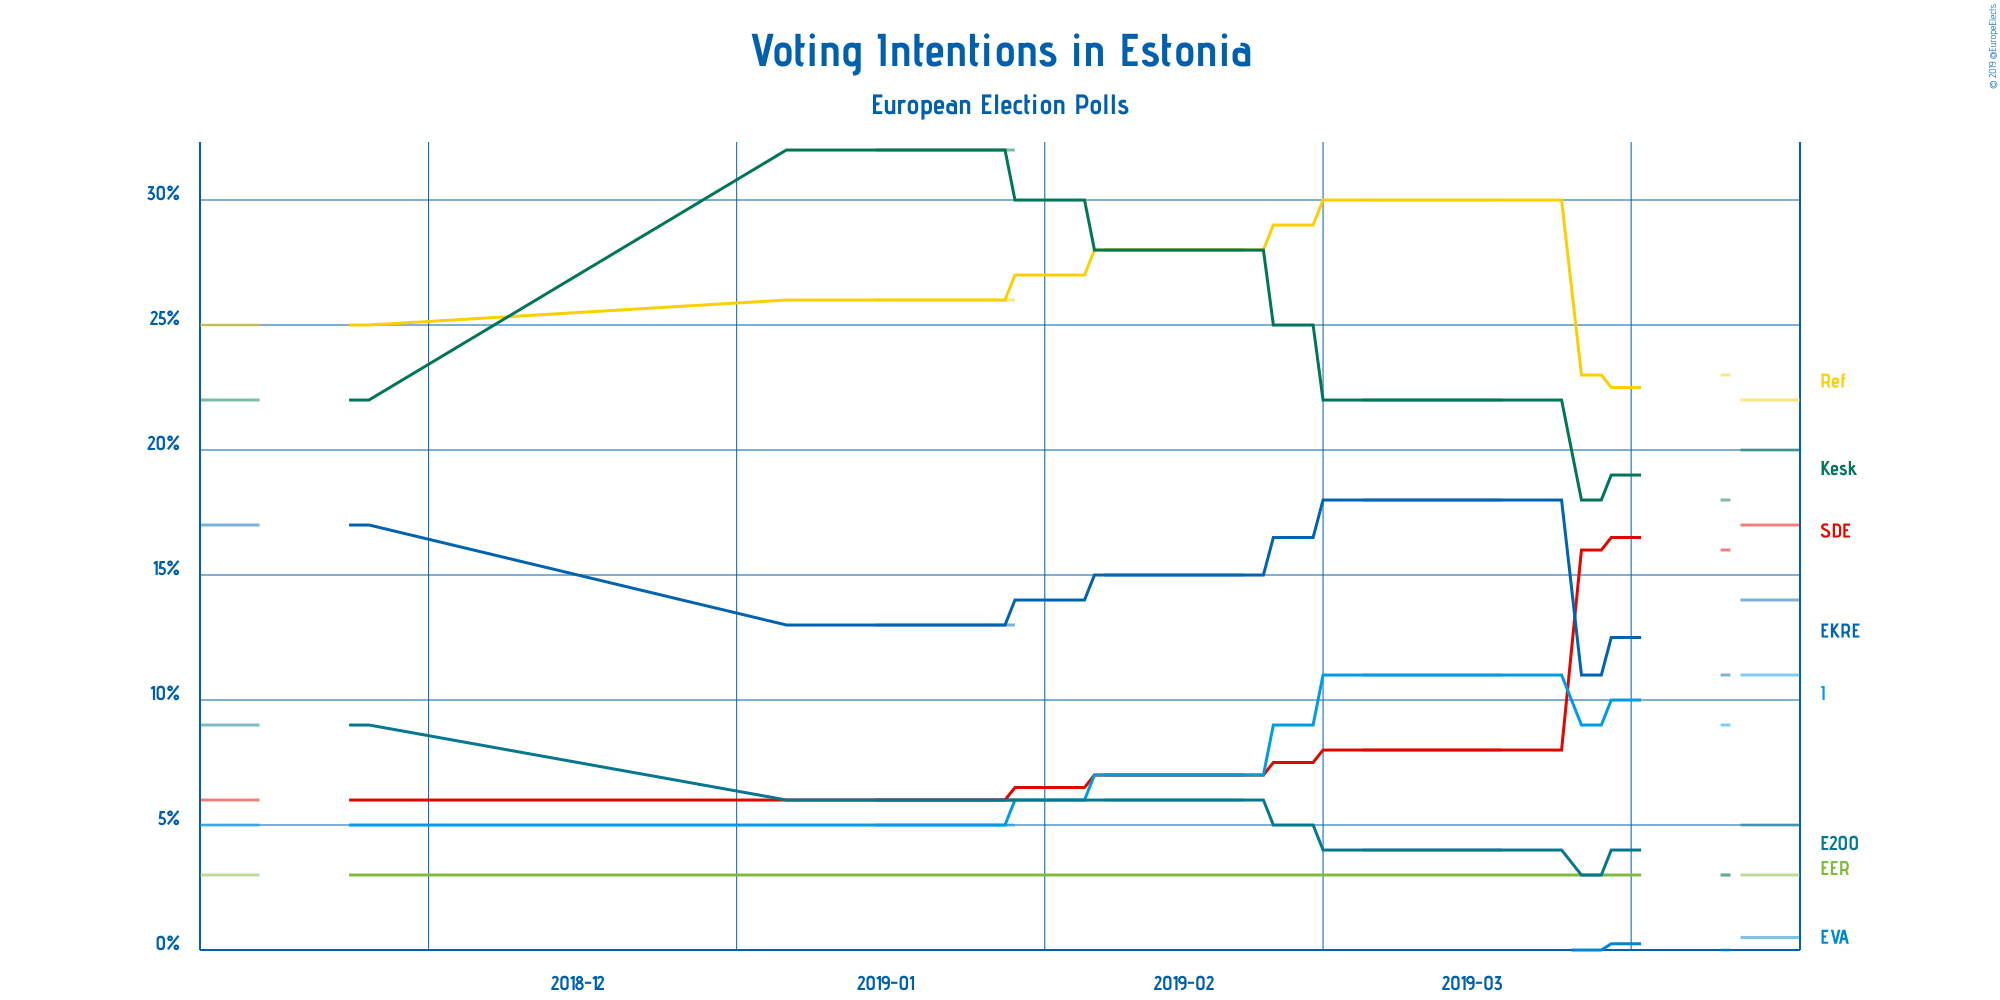 Voting Intentions in Estonia
European Election Polls
© 2019 @EuropeElects
30%
25%
20%
15%
10%
5%
0%
Ref
Kesk
SDE
EKRE
I
E200
EER
EVA
2018-12
2019-01
2019-02
2019-03